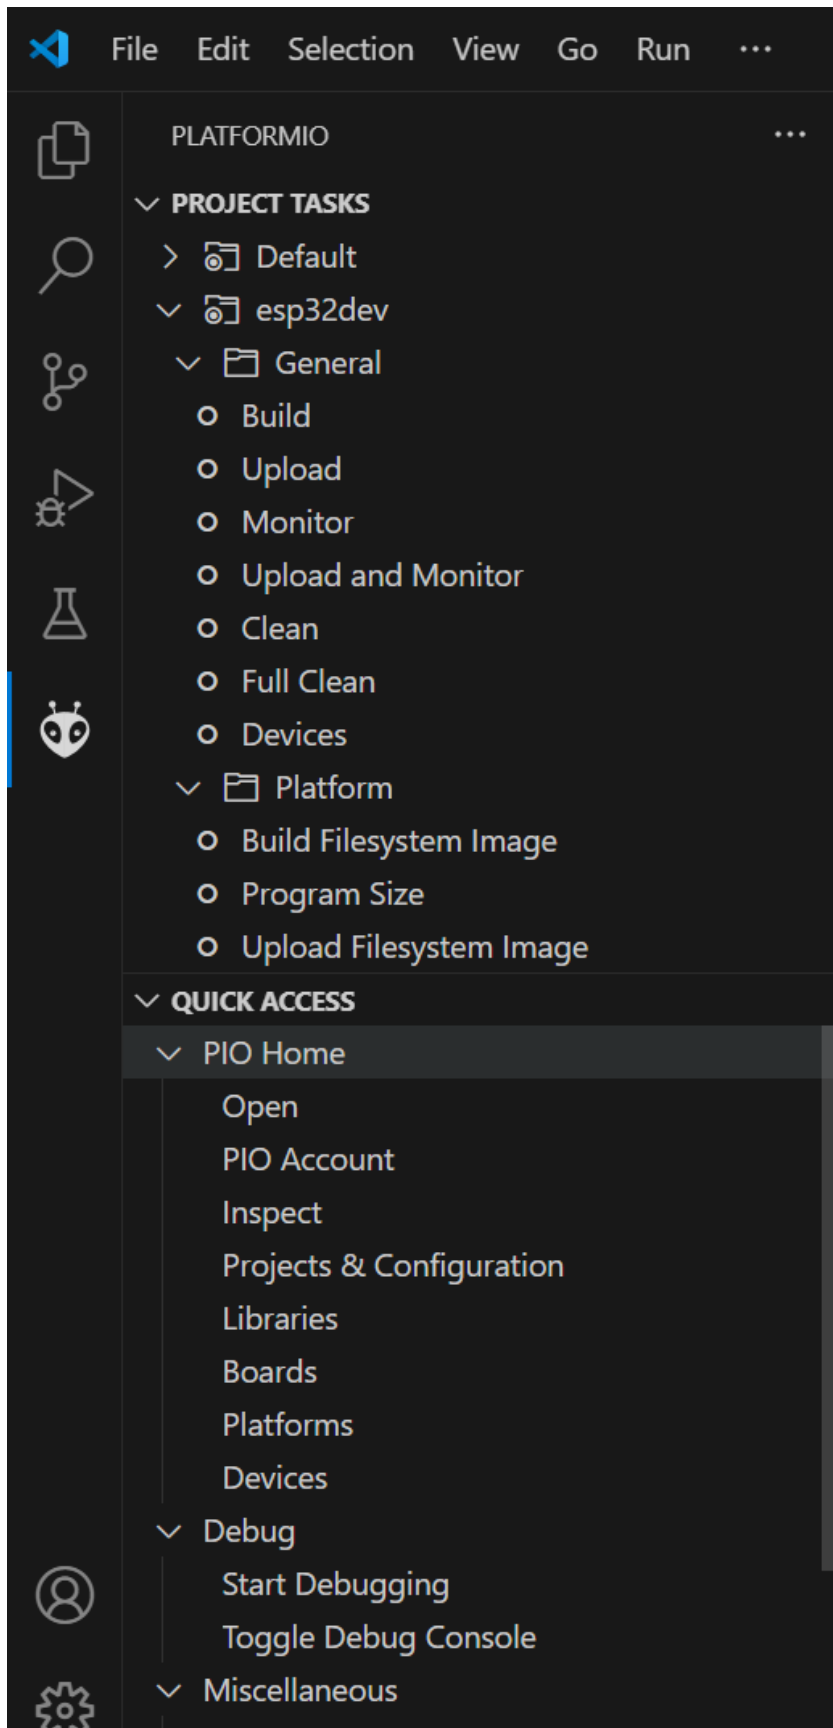 File Edit Selection View Go Run ···
PLATFORMIO ···
PROJECT TASKS
Default
esp32dev
General
Build
Upload
Monitor
Upload and Monitor
Clean
Full Clean
Devices
Platform
Build Filesystem Image
Program Size
Upload Filesystem Image
QUICK ACCESS
PIO Home
Open
PIO Account
Inspect
Projects & Configuration
Libraries
Boards
Platforms
Devices
Debug
Start Debugging
Toggle Debug Console
Miscellaneous